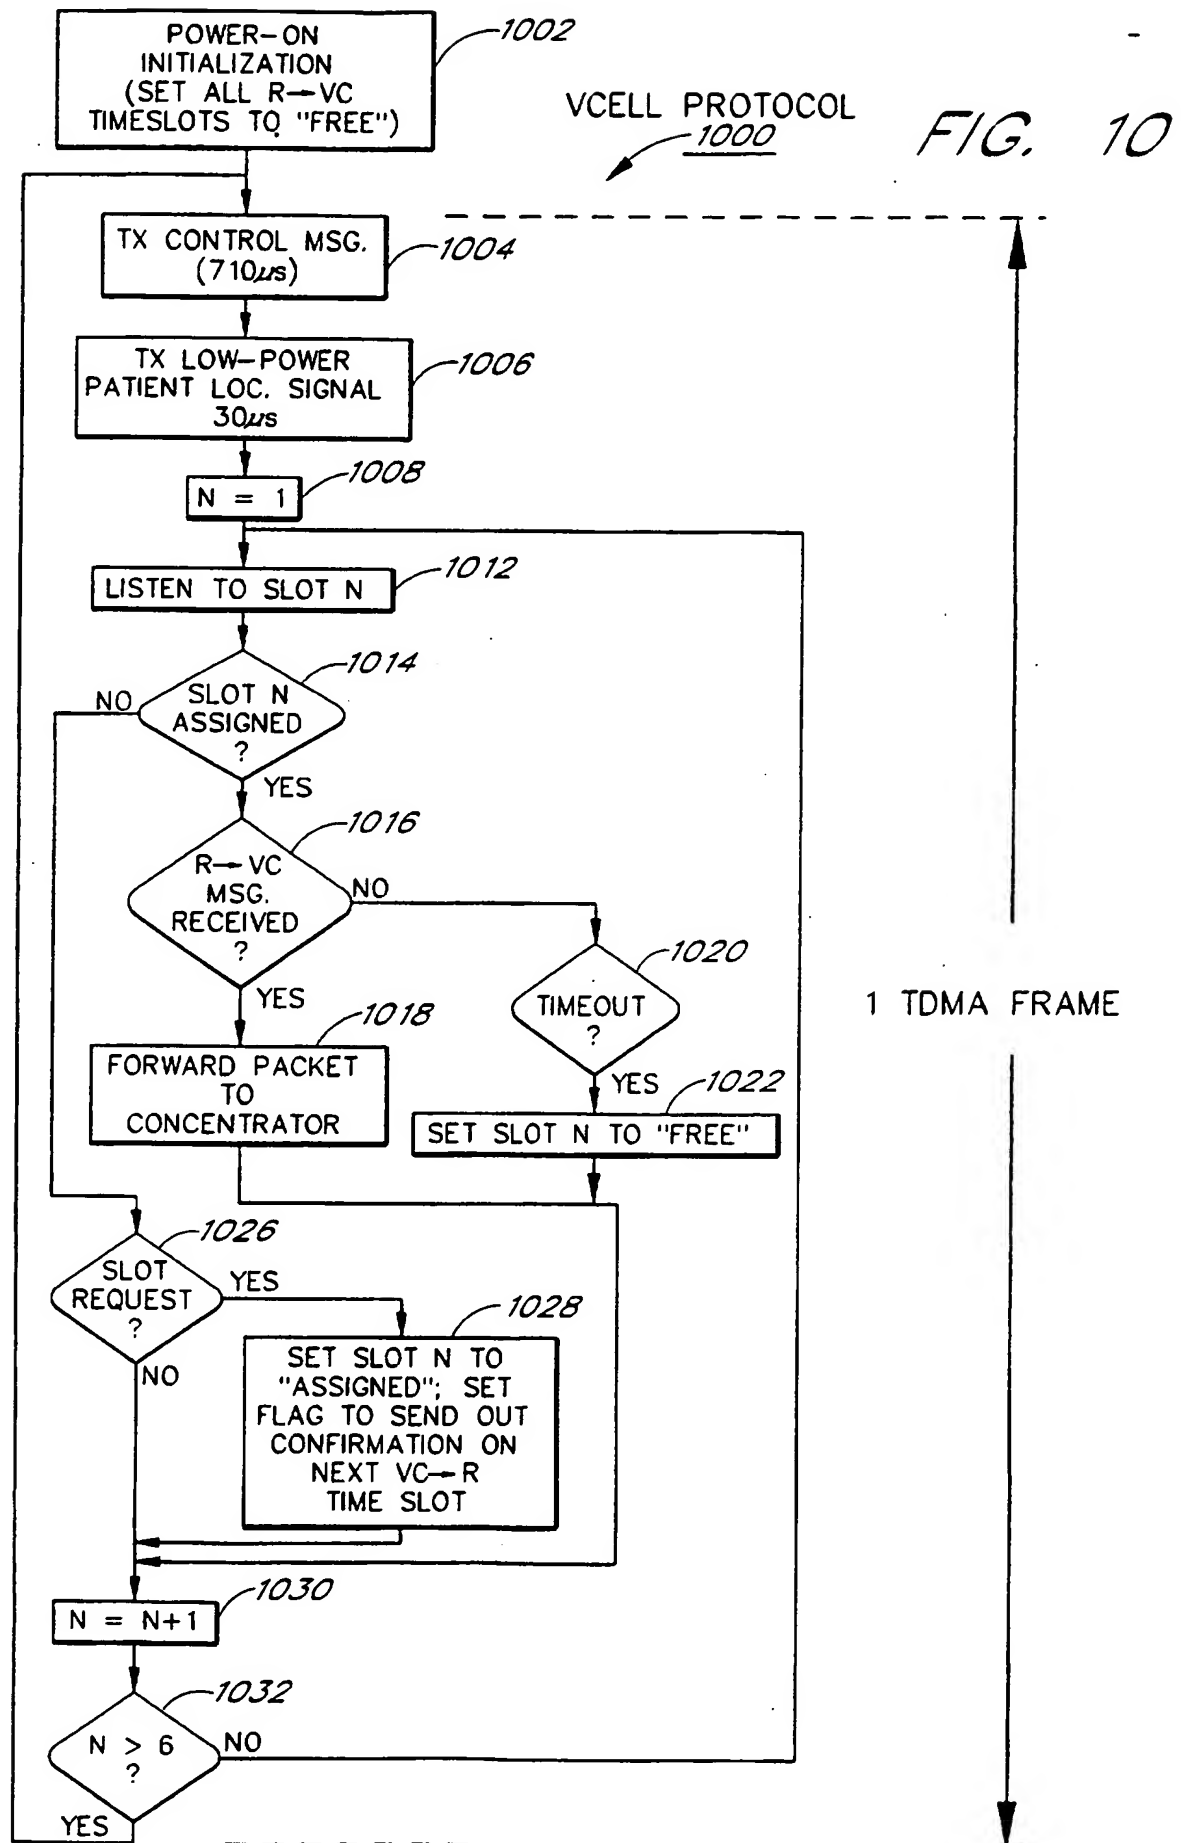 POWER-ON
INITIALIZATION
(SET ALL R→VC
TIMESLOTS TO "FREE")
1002
VCELL PROTOCOL
1000
FIG. 10
TX CONTROL MSG.
(710µs)
1004
TX LOW-POWER
PATIENT LOC. SIGNAL
30µs
1006
N = 1
1008
LISTEN TO SLOT N
1012
SLOT N
ASSIGNED
?
1014
NO
YES
R→VC
MSG.
RECEIVED
?
1016
NO
YES
TIMEOUT
?
1020
YES
1 TDMA FRAME
FORWARD PACKET
TO
CONCENTRATOR
1018
SET SLOT N TO "FREE"
1022
SLOT
REQUEST
?
1026
YES
NO
SET SLOT N TO
"ASSIGNED"; SET
FLAG TO SEND OUT
CONFIRMATION ON
NEXT VC→R
TIME SLOT
1028
N = N+1
1030
N > 6
?
1032
NO
YES